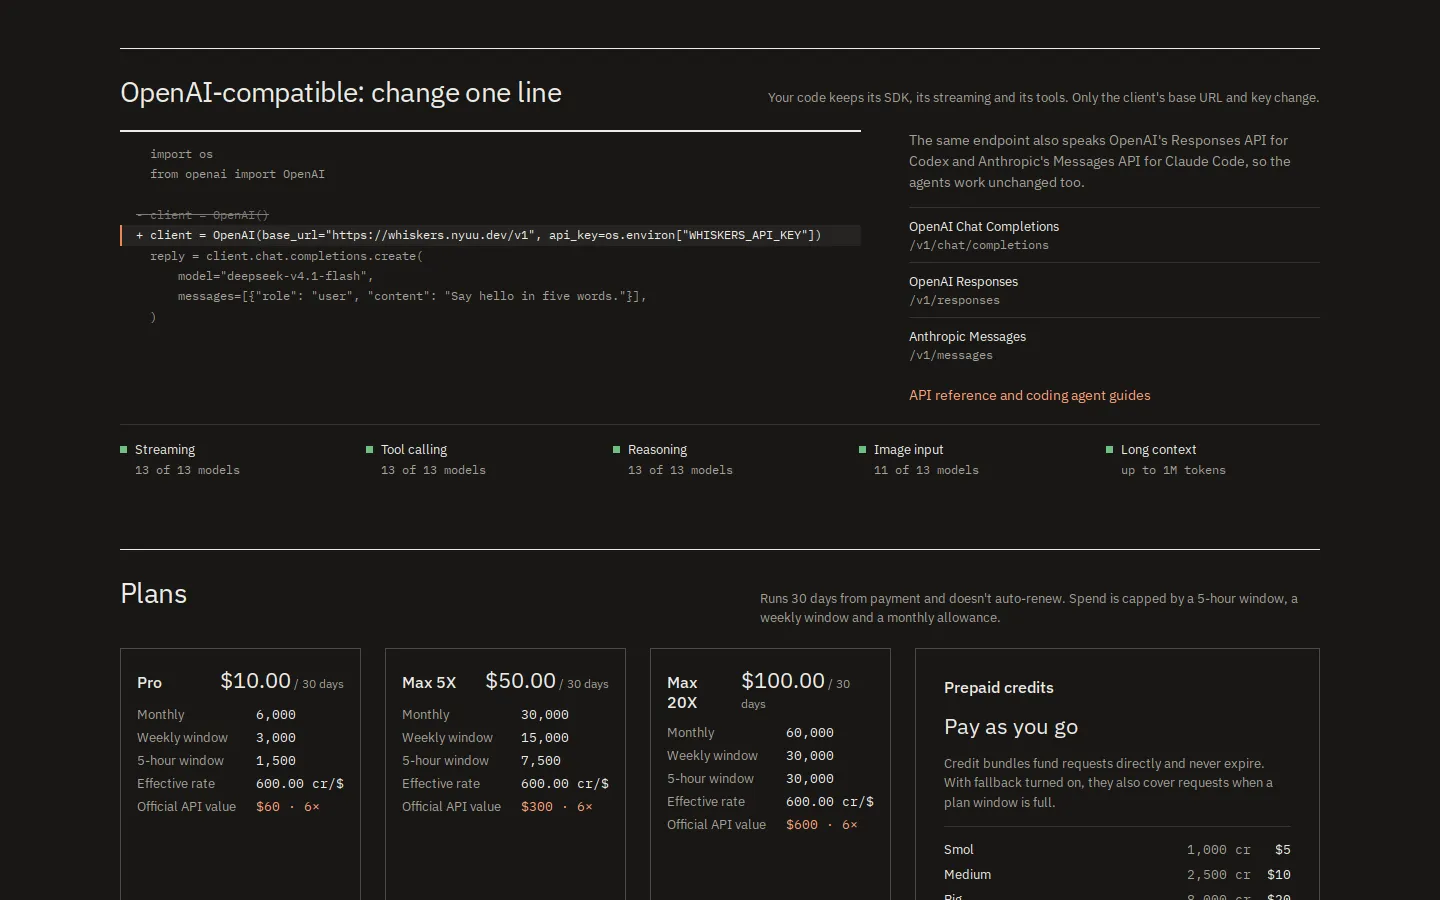 OpenAI-compatible: change one line
Your code keeps its SDK, its streaming and its tools. Only the client's base URL and key change.
import os
from openai import OpenAI
- client = OpenAI()
+ client = OpenAI(base_url="https://whiskers.nyuu.dev/v1", api_key=os.environ["WHISKERS_API_KEY"])
reply = client.chat.completions.create(
model="deepseek-v4.1-flash",
messages=[{"role": "user", "content": "Say hello in five words."}],
)
The same endpoint also speaks OpenAI's Responses API for
Codex and Anthropic's Messages API for Claude Code, so the
agents work unchanged too.
OpenAI Chat Completions
/v1/chat/completions
OpenAI Responses
/v1/responses
Anthropic Messages
/v1/messages
API reference and coding agent guides
Streaming
13 of 13 models
Tool calling
13 of 13 models
Reasoning
13 of 13 models
Image input
11 of 13 models
Long context
up to 1M tokens
Plans
Runs 30 days from payment and doesn't auto-renew. Spend is capped by a 5-hour window, a
weekly window and a monthly allowance.
Pro $10.00 / 30 days
Monthly 6,000
Weekly window 3,000
5-hour window 1,500
Effective rate 600.00 cr/$
Official API value $60 · 6×
Max 5X $50.00 / 30 days
Monthly 30,000
Weekly window 15,000
5-hour window 7,500
Effective rate 600.00 cr/$
Official API value $300 · 6×
Max 20X $100.00 / 30 days
Monthly 60,000
Weekly window 30,000
5-hour window 30,000
Effective rate 600.00 cr/$
Official API value $600 · 6×
Prepaid credits
Pay as you go
Credit bundles fund requests directly and never expire.
With fallback turned on, they also cover requests when a
plan window is full.
Smol 1,000 cr $5
Medium 2,500 cr $10
Big 8,000 cr $20